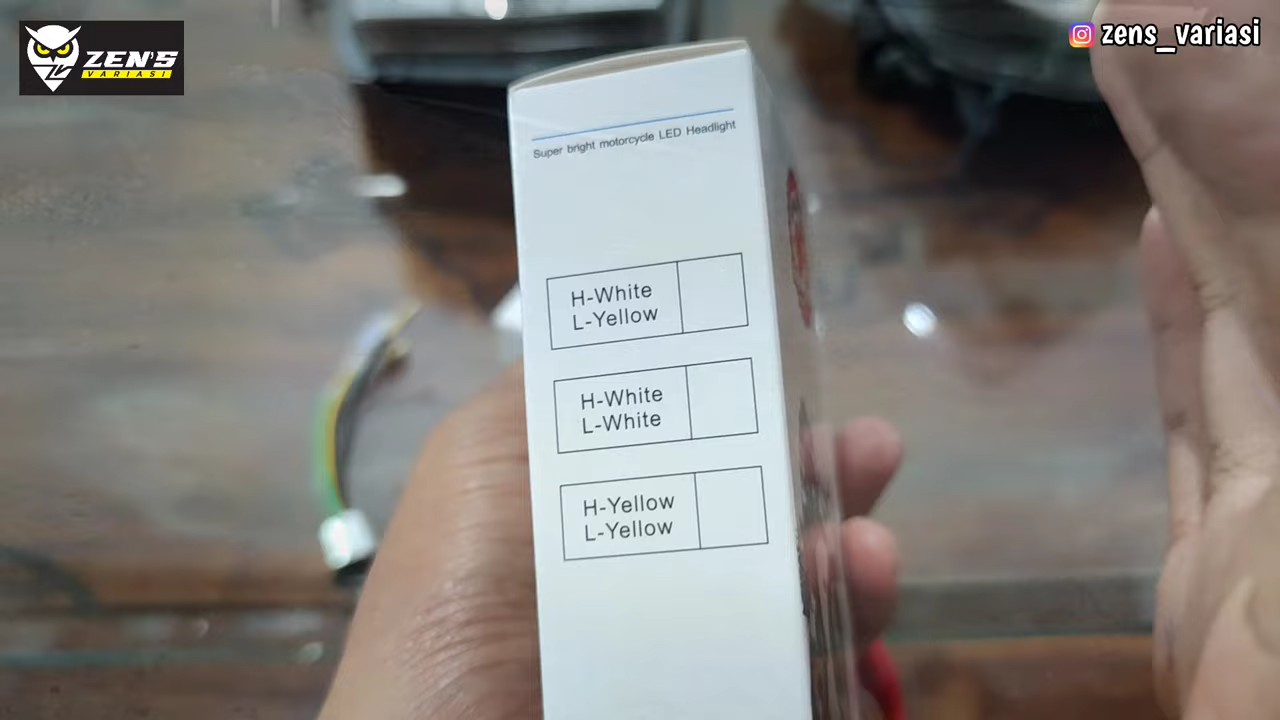 ZEN'S
VARIASI
zens_variasi
Super bright motorcycle LED Headlight
H-White
L-Yellow
H-White
L-White
H-Yellow
L-Yellow